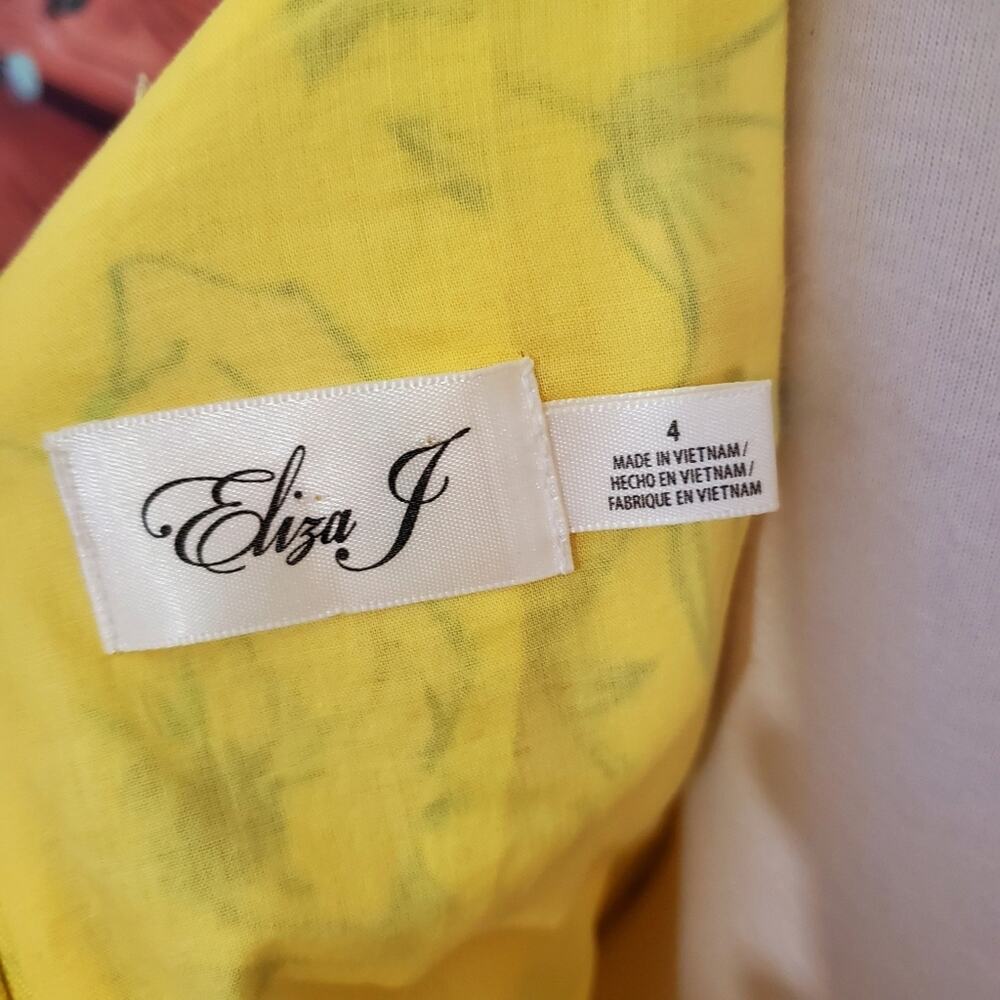 Eliza J
4
MADE IN VIETNAM/
HECHO EN VIETNAM/
FABRIQUE EN VIETNAM